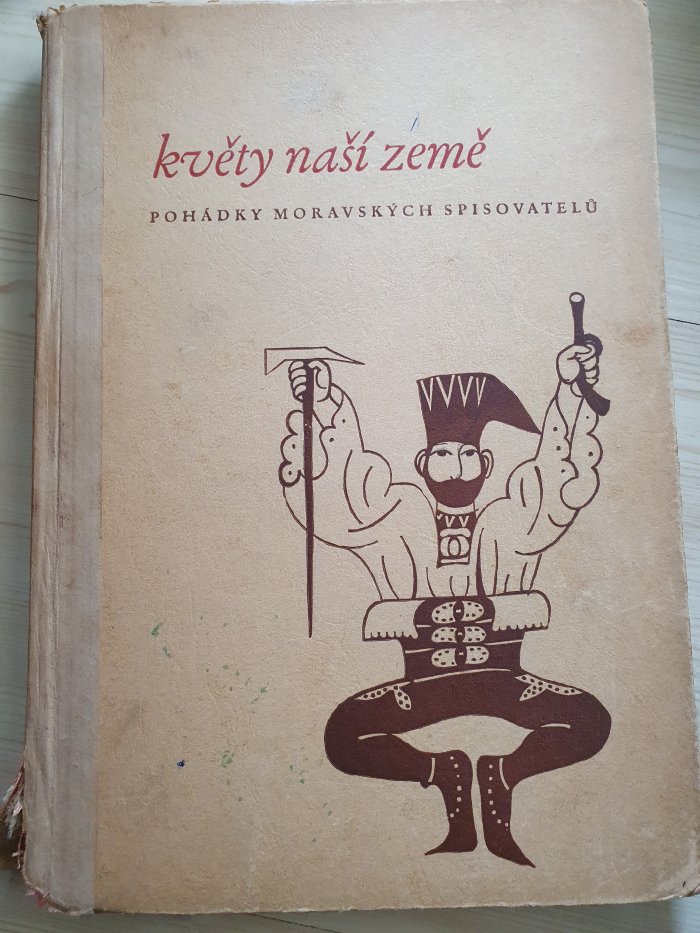 květy naší země
POHÁDKY MORAVSKÝCH SPISOVATELŮ